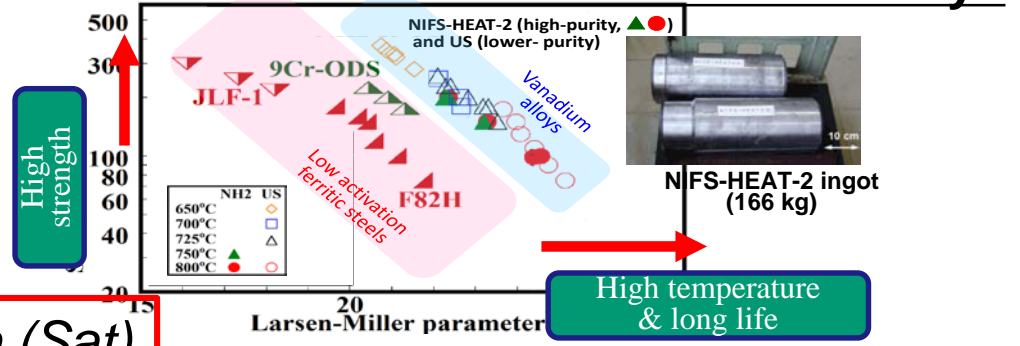 500
300
100
80
60
40
20
15
20
High
strength
NIFS-HEAT-2 (high-purity, ▲ ● )
and US (lower- purity)
9Cr-ODS
JLF-1
F82H
Vanadium
alloys
Low activation
ferritic steels
NH2 US
650°C
700°C
725°C
750°C
800°C
10 cm
NIFS-HEAT-2 ingot
(166 kg)
Larsen-Miller parameter
High temperature
& long life
(Sat)